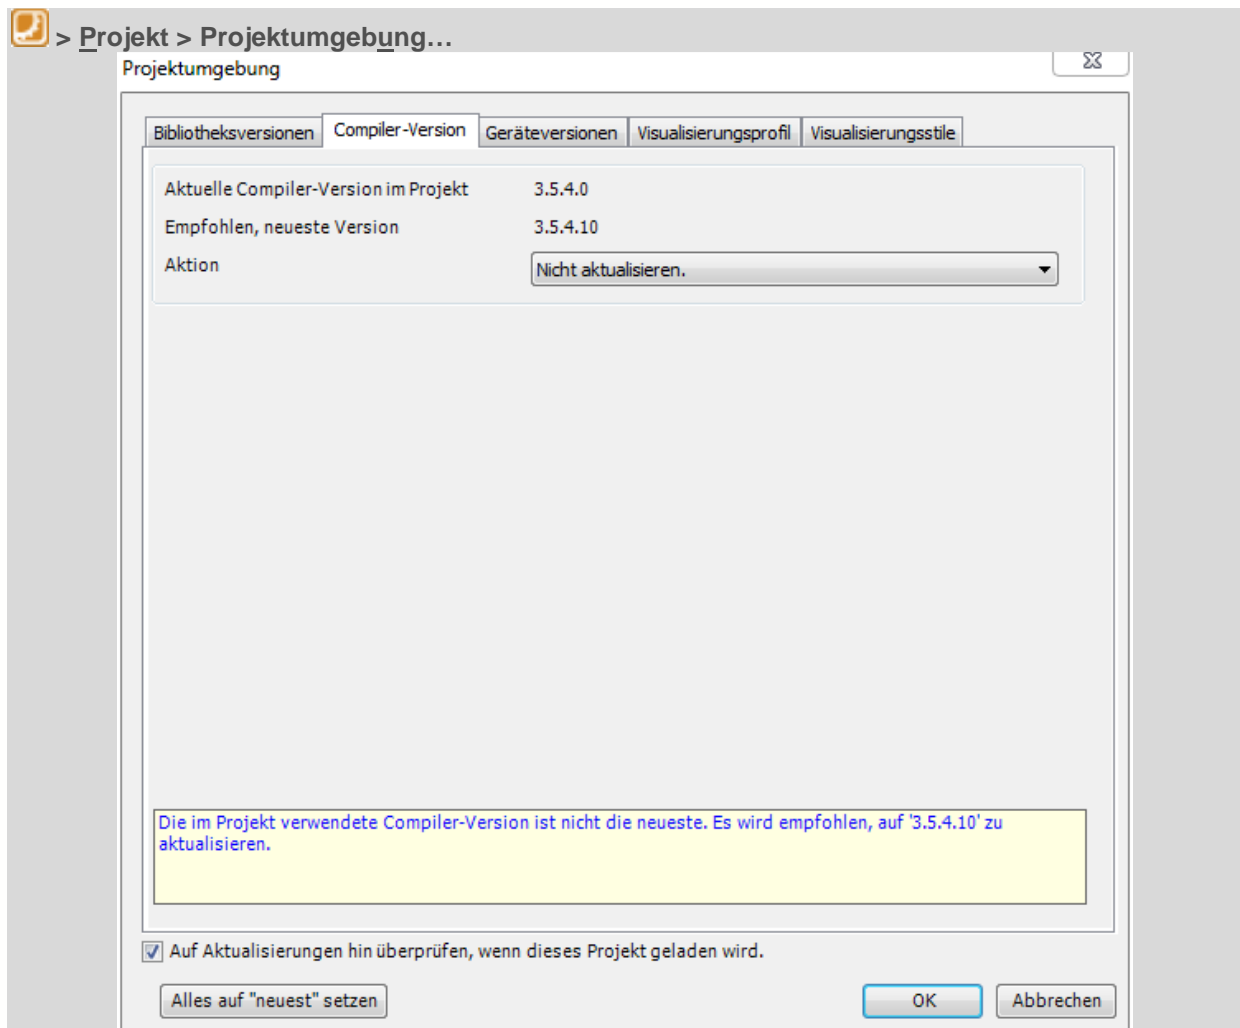 > Projekt > Projektumgebung...
Projektumgebung
Bibliotheksversionen Compiler-Version Geräteversionen Visualisierungsprofil Visualisierungsstile
Aktuelle Compiler-Version im Projekt 3.5.4.0
Empfohlen, neueste Version 3.5.4.10
Aktion Nicht aktualisieren.
Die im Projekt verwendete Compiler-Version ist nicht die neueste. Es wird empfohlen, auf '3.5.4.10' zu
aktualisieren.
Auf Aktualisierungen hin überprüfen, wenn dieses Projekt geladen wird.
Alles auf "neuest" setzen OK Abbrechen